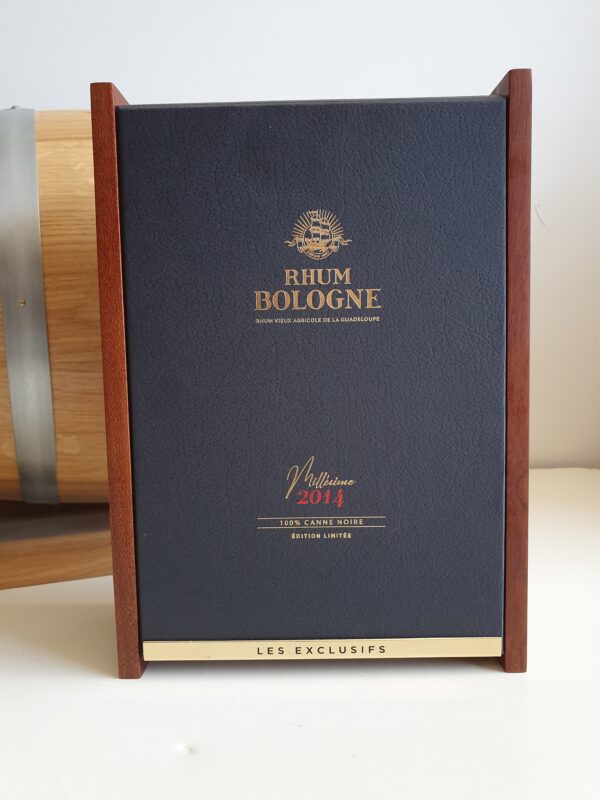 RHUM
BOLOGNE
RHUM VIEUX AGRICOLE DE LA GUADELOUPE
Millésime
2014
100% CANNE NOIRE
ÉDITION LIMITÉE
LES EXCLUSIFS